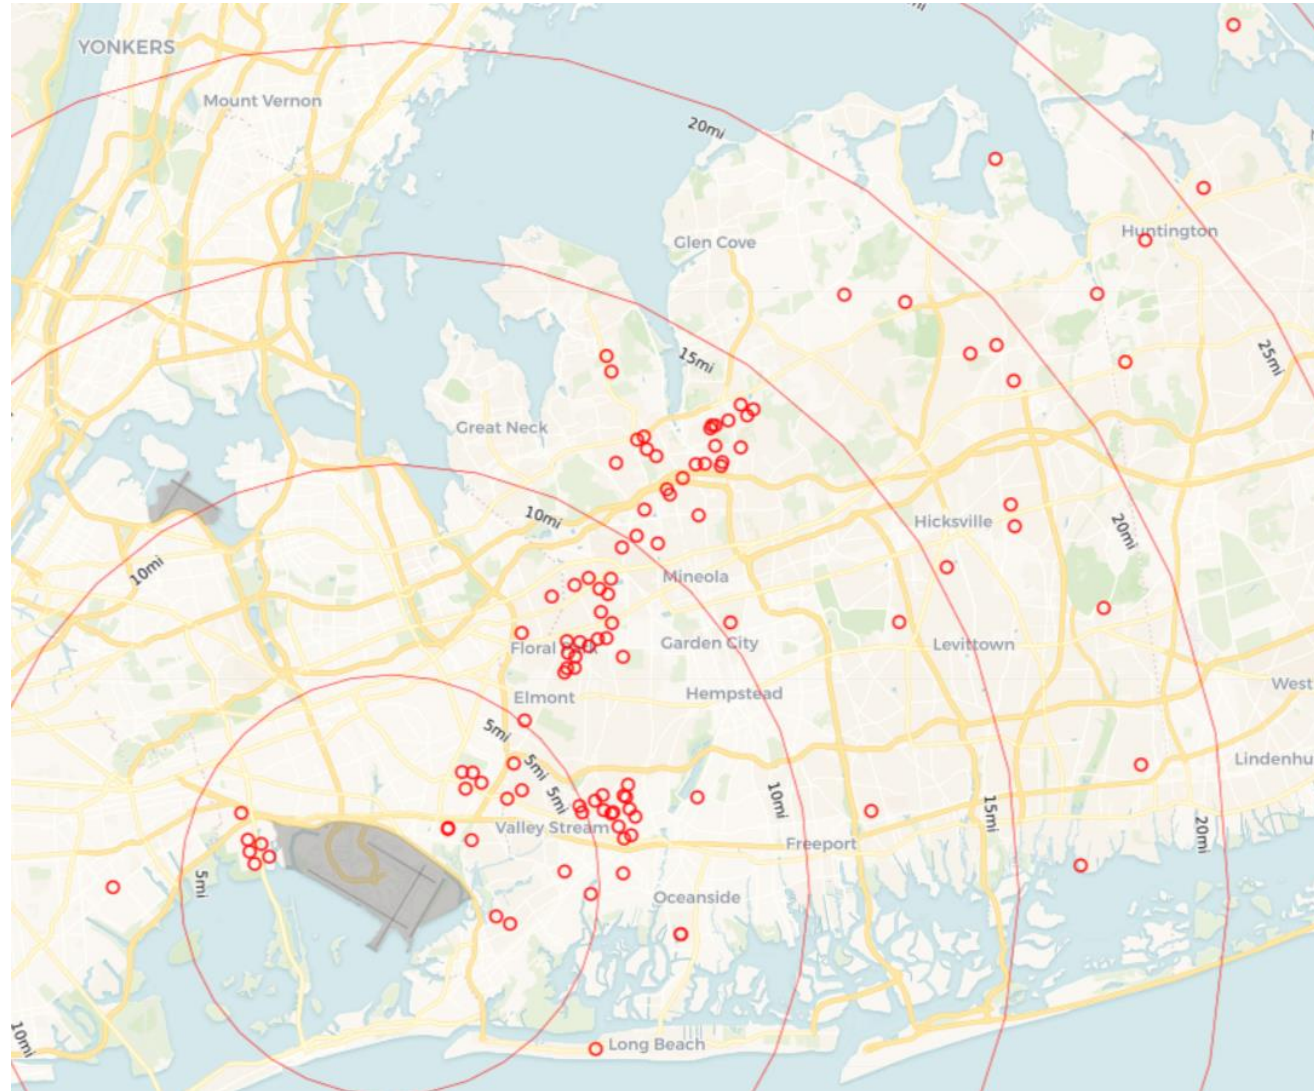 mi
YONKERS
Mount Vernon
20mi
Huntington
Glen Cove
15mi
25mi
Great Neck
10mi
Hicksville
20mi
10mi
Mineola
Floral
Garden City
Levittown
Elmont
Hempstead
West
5mi
5mi
5mi
Lindenhu
10mi
15mi
Valley Stream
20mi
Freeport
5mi
Oceanside
10mi
Long Beach